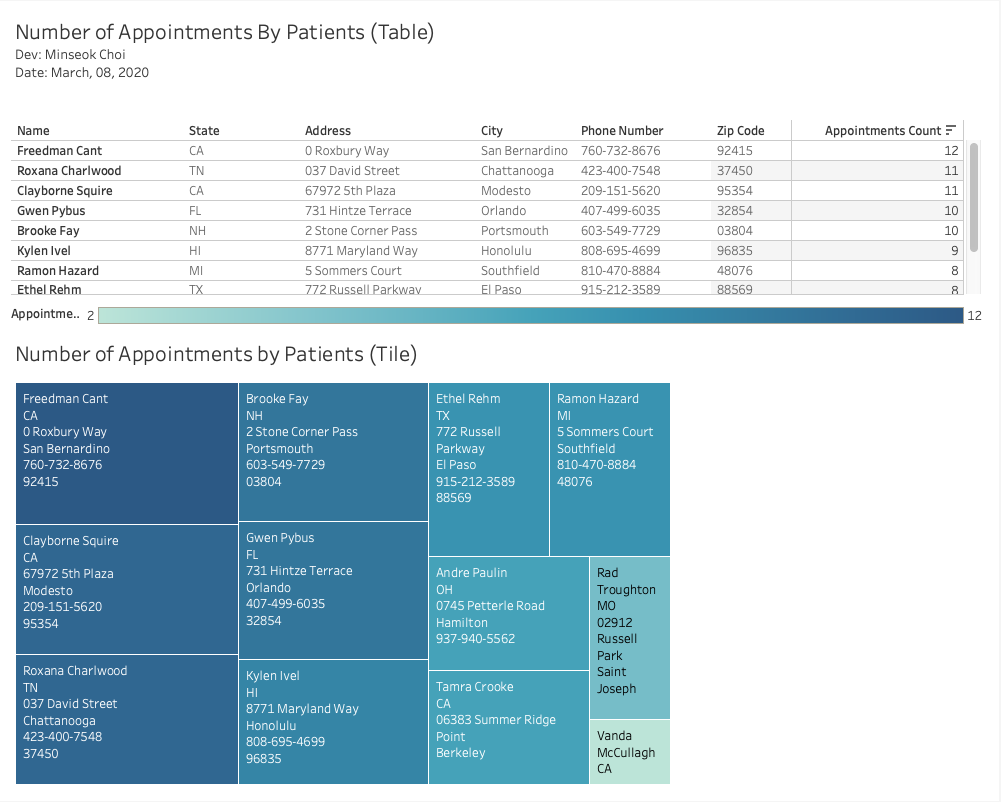 Number of Appointments By Patients (Table)
Dev: Minseok Choi
Date: March, 08, 2020
Name State Address City Phone Number Zip Code Appointments Count
Freedman Cant CA 0 Roxbury Way San Bernardino 760-732-8676 92415 12
Roxana Charlwood TN 037 David Street Chattanooga 423-400-7548 37450 11
Clayborne Squire CA 67972 5th Plaza Modesto 209-151-5620 95354 11
Gwen Pybus FL 731 Hintze Terrace Orlando 407-499-6035 32854 10
Brooke Fay NH 2 Stone Corner Pass Portsmouth 603-549-7729 03804 10
Kylen Ivel HI 8771 Maryland Way Honolulu 808-695-4699 96835 9
Ramon Hazard MI 5 Sommers Court Southfield 810-470-8884 48076 8
Ethel Rehm TX 772 Russell Parkway El Paso 915-212-3589 88569 8
Appointme.. 2 12
Number of Appointments by Patients (Tile)
Freedman Cant
CA
0 Roxbury Way
San Bernardino
760-732-8676
92415
Clayborne Squire
CA
67972 5th Plaza
Modesto
209-151-5620
95354
Roxana Charlwood
TN
037 David Street
Chattanooga
423-400-7548
37450
Brooke Fay
NH
2 Stone Corner Pass
Portsmouth
603-549-7729
03804
Gwen Pybus
FL
731 Hintze Terrace
Orlando
407-499-6035
32854
Kylen Ivel
HI
8771 Maryland Way
Honolulu
808-695-4699
96835
Ethel Rehm
TX
772 Russell
Parkway
El Paso
915-212-3589
88569
Ramon Hazard
MI
5 Sommers Court
Southfield
810-470-8884
48076
Andre Paulin
OH
0745 Petterle Road
Hamilton
937-940-5562
Tamra Crooke
CA
06383 Summer Ridge
Point
Berkeley
Rad
Troughton
MO
02912
Russell
Park
Saint
Joseph
Vanda
McCullagh
CA